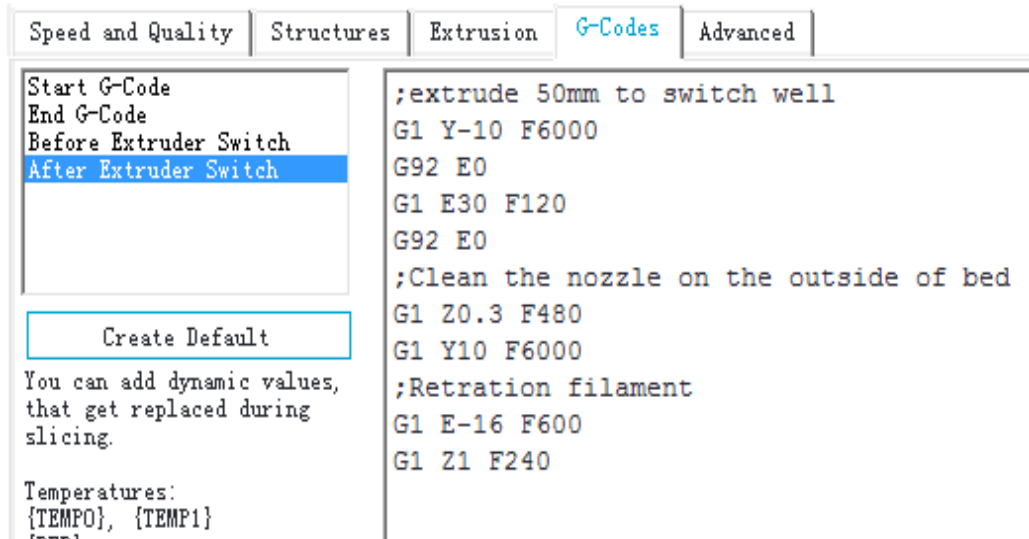 Speed and Quality
Structures
Extrusion
G-Codes
Advanced
Start G-Code
End G-Code
Before Extruder Switch
After Extruder Switch
Create Default
You can add dynamic values,
that get replaced during
slicing.
Temperatures:
{TEMP0}, {TEMP1}
;extrude 50mm to switch well
G1 Y-10 F6000
G92 E0
G1 E30 F120
G92 E0
;Clean the nozzle on the outside of bed
G1 Z0.3 F480
G1 Y10 F6000
;Retration filament
G1 E-16 F600
G1 Z1 F240